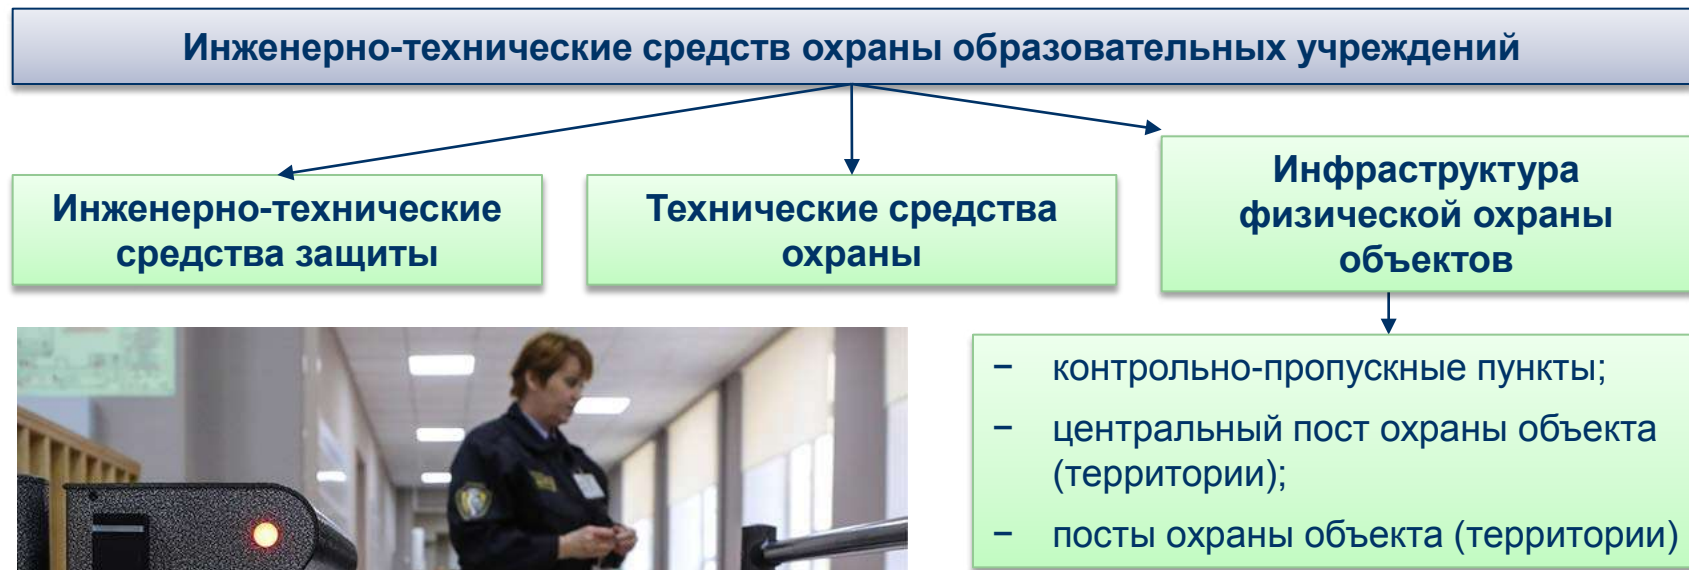 Инженерно-технические средств охраны образовательных учреждений
Инженерно-технические
средства защиты
Технические средства
охраны
Инфраструктура
физической охраны
объектов
− контрольно-пропускные пункты;
− центральный пост охраны объекта
(территории);
− посты охраны объекта (территории)